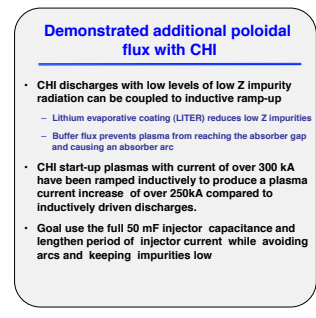 Demonstrated additional poloidal
flux with CHI
• CHI discharges with low levels of low Z impurity
radiation can be coupled to inductive ramp-up
– Lithium evaporative coating (LITER) reduces low Z impurities
– Buffer flux prevents plasma from reaching the absorber gap
and causing an absorber arc
• CHI start-up plasmas with current of over 300 kA
have been ramped inductively to produce a plasma
current increase of over 250kA compared to
inductively driven discharges.
• Goal use the full 50 mF injector capacitance and
lengthen period of injector current while avoiding
arcs and keeping impurities low